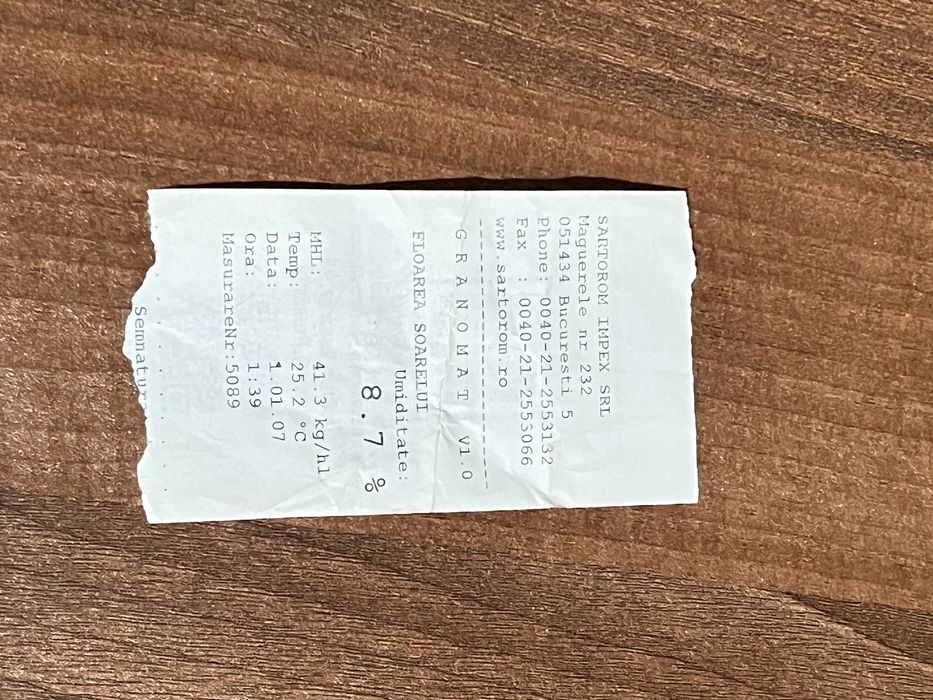 SARTOROM IMPEX SRL
Magurele nr 232
051434 Bucuresti 5
Phone: 0040-21-2553132
Fax : 0040-21-2553066
www.sartorom.ro
------------------------
G R A N O M A T v1.0
FLOAREA SOARELUI
Umiditate:
8.7 %
MHL: 41.3 kg/hl
Temp: 25.2 °C
Data: 1.01.07
Ora: 1:39
MasurareNr:5089
Semnatur